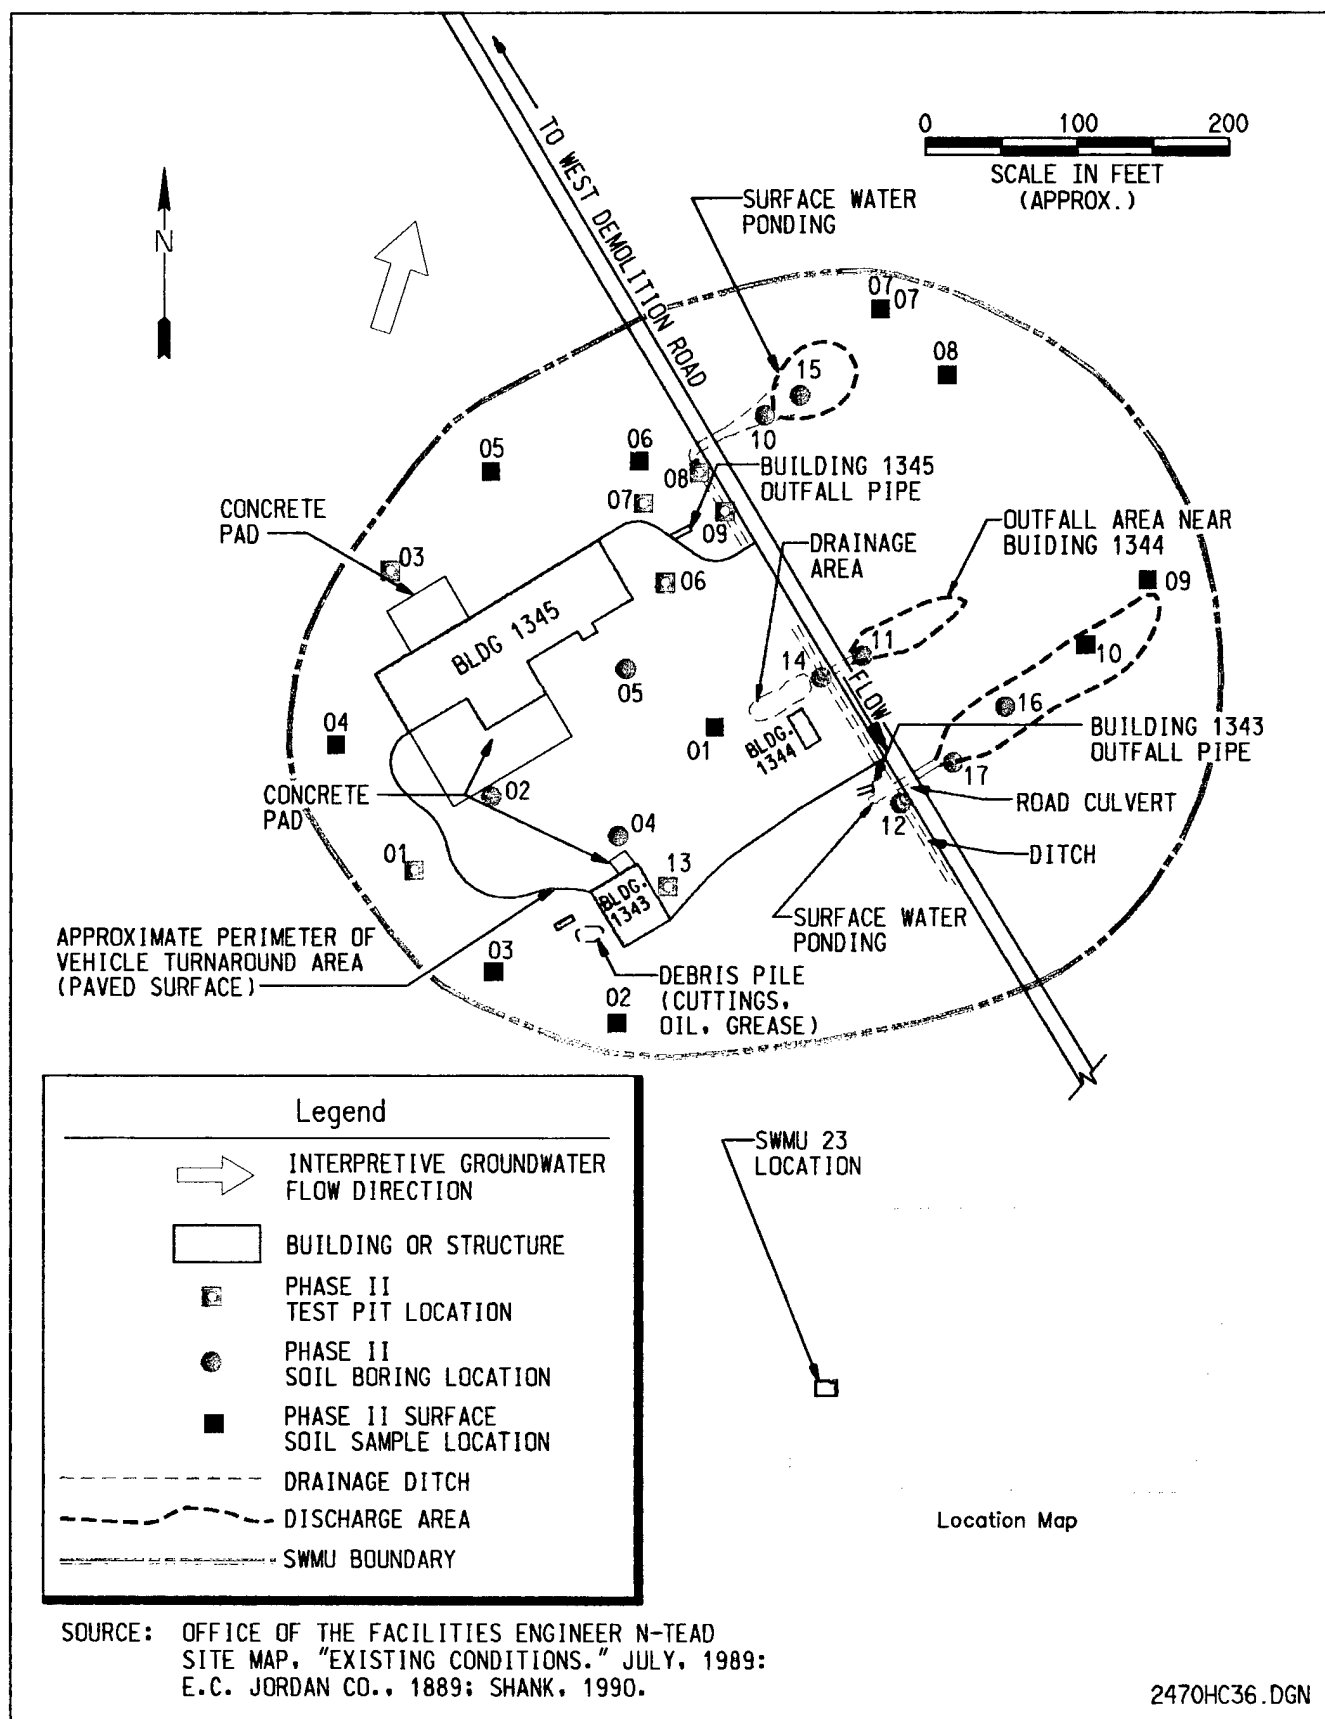 TO WEST DEMOLITION ROAD
0 100 200
SCALE IN FEET
(APPROX.)
N
SURFACE WATER
PONDING
07
07
08
15
10
05
06
08
07
09
BUILDING 1345
OUTFALL PIPE
CONCRETE
PAD
03
DRAINAGE
AREA
OUTFALL AREA NEAR
BUIDING 1344
09
06
BLDG 1345
10
11
14
05
FLOW
16
04
01
BLDG.
1344
BUILDING 1343
OUTFALL PIPE
17
CONCRETE
PAD
02
ROAD CULVERT
04
12
DITCH
01
13
BLDG.
1343
SURFACE WATER
PONDING
APPROXIMATE PERIMETER OF
VEHICLE TURNAROUND AREA
(PAVED SURFACE)
03
02
DEBRIS PILE
(CUTTINGS,
OIL, GREASE)
Legend
INTERPRETIVE GROUNDWATER
FLOW DIRECTION
BUILDING OR STRUCTURE
PHASE II
TEST PIT LOCATION
PHASE II
SOIL BORING LOCATION
PHASE II SURFACE
SOIL SAMPLE LOCATION
DRAINAGE DITCH
DISCHARGE AREA
SWMU BOUNDARY
SWMU 23
LOCATION
Location Map
SOURCE: OFFICE OF THE FACILITIES ENGINEER N-TEAD
SITE MAP, "EXISTING CONDITIONS." JULY, 1989;
E.C. JORDAN CO., 1889; SHANK, 1990.
2470HC36.DGN